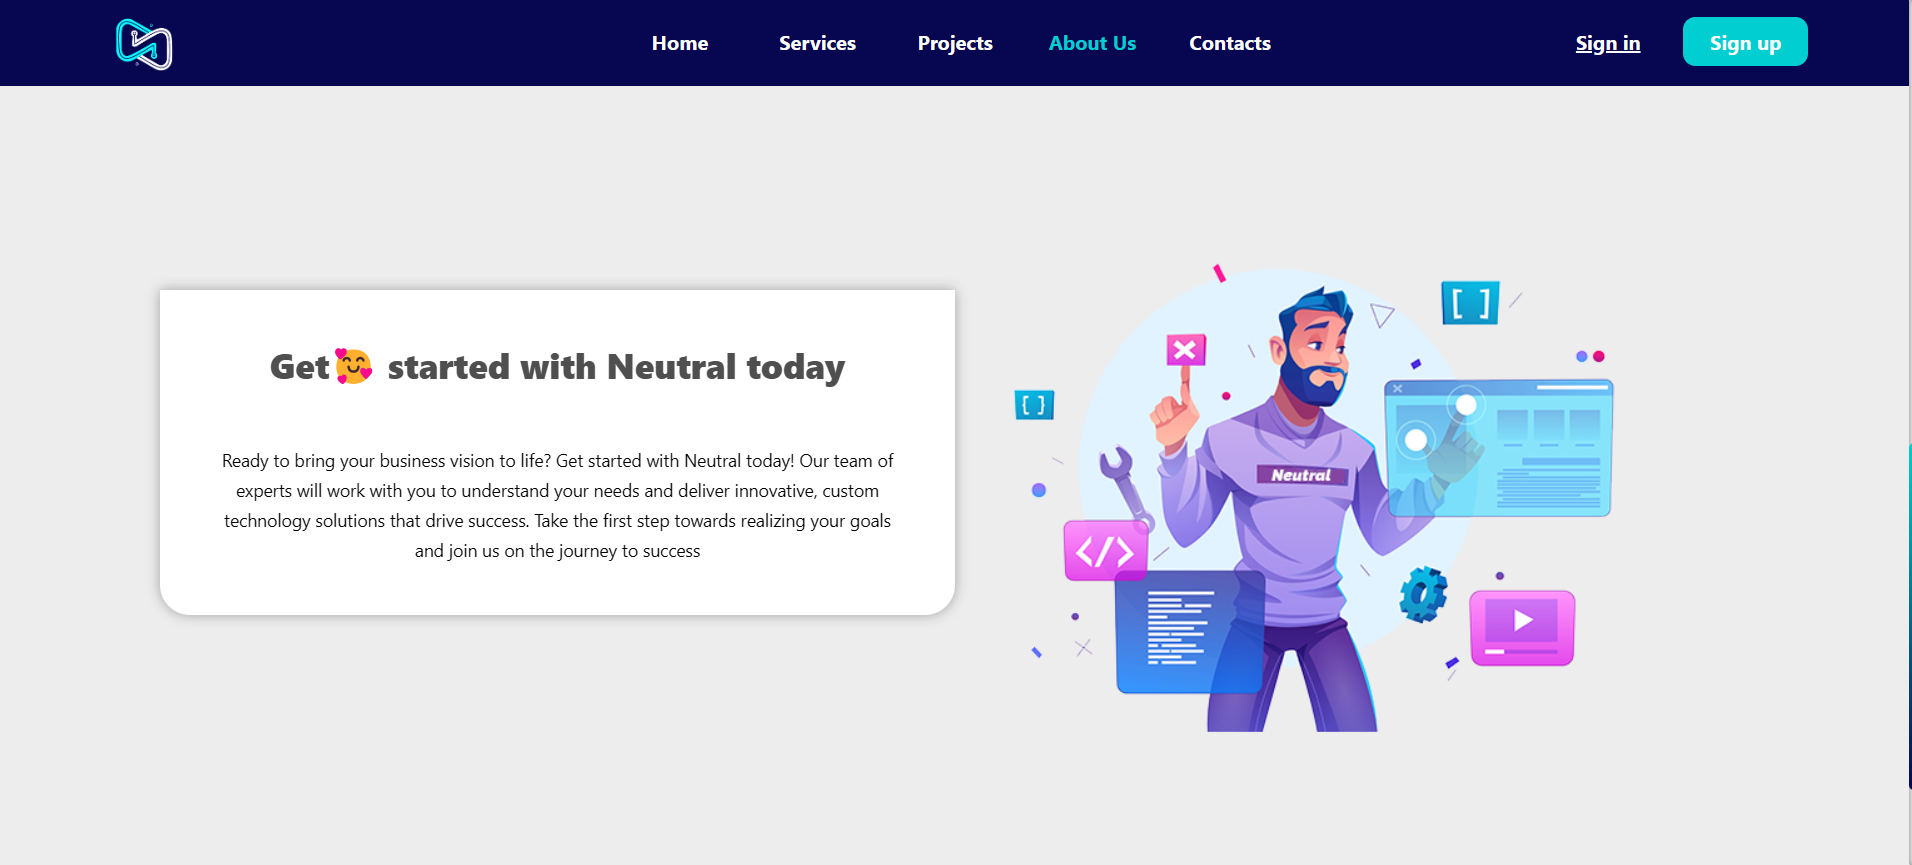 Home Services Projects About Us Contacts Sign in Sign up
Get🥰 started with Neutral today
Ready to bring your business vision to life? Get started with Neutral today! Our team of
experts will work with you to understand your needs and deliver innovative, custom
technology solutions that drive success. Take the first step towards realizing your goals
and join us on the journey to success
[ ]
{ }
Neutral
</>